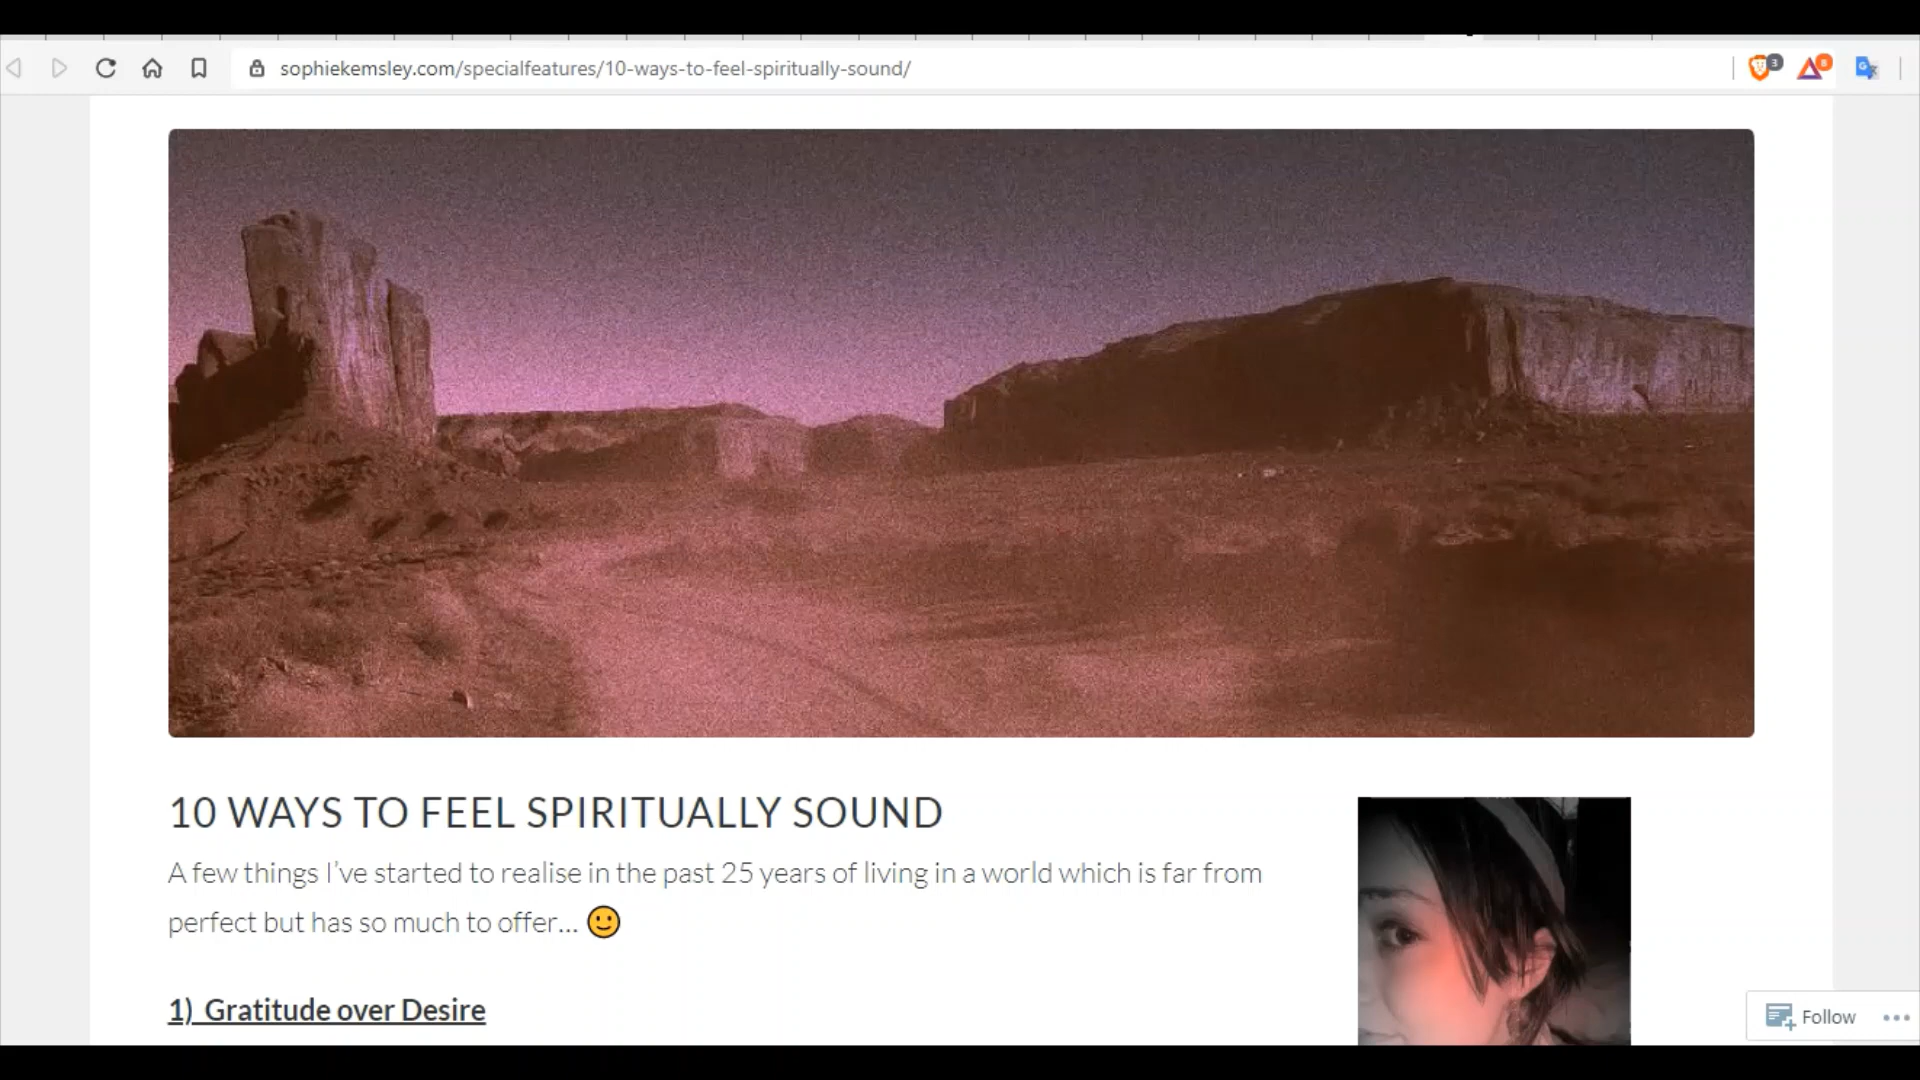 sophiekemsley.com/specialfeatures/10-ways-to-feel-spiritually-sound/
3
8
10 WAYS TO FEEL SPIRITUALLY SOUND
A few things I've started to realise in the past 25 years of living in a world which is far from
perfect but has so much to offer... 🙂
1) Gratitude over Desire
Follow